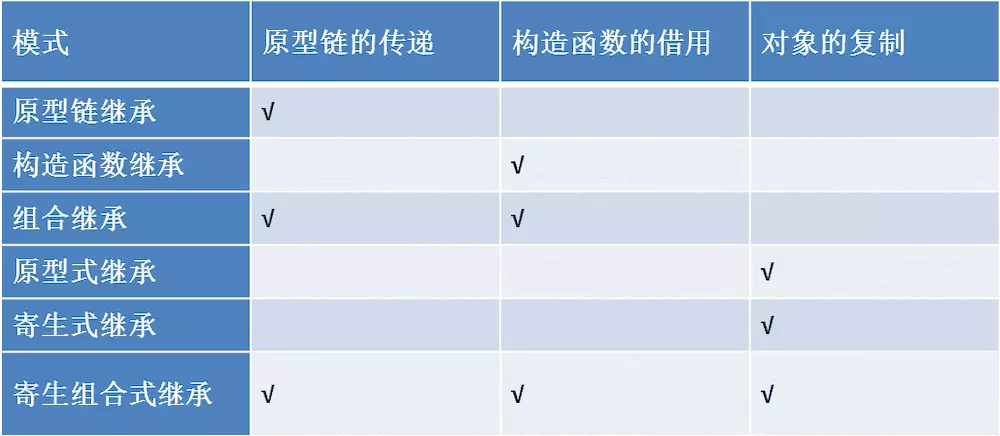 模式 原型链的传递 构造函数的借用 对象的复制
原型链继承 √
构造函数继承 √
组合继承 √ √
原型式继承 √
寄生式继承 √
寄生组合式继承 √ √ √